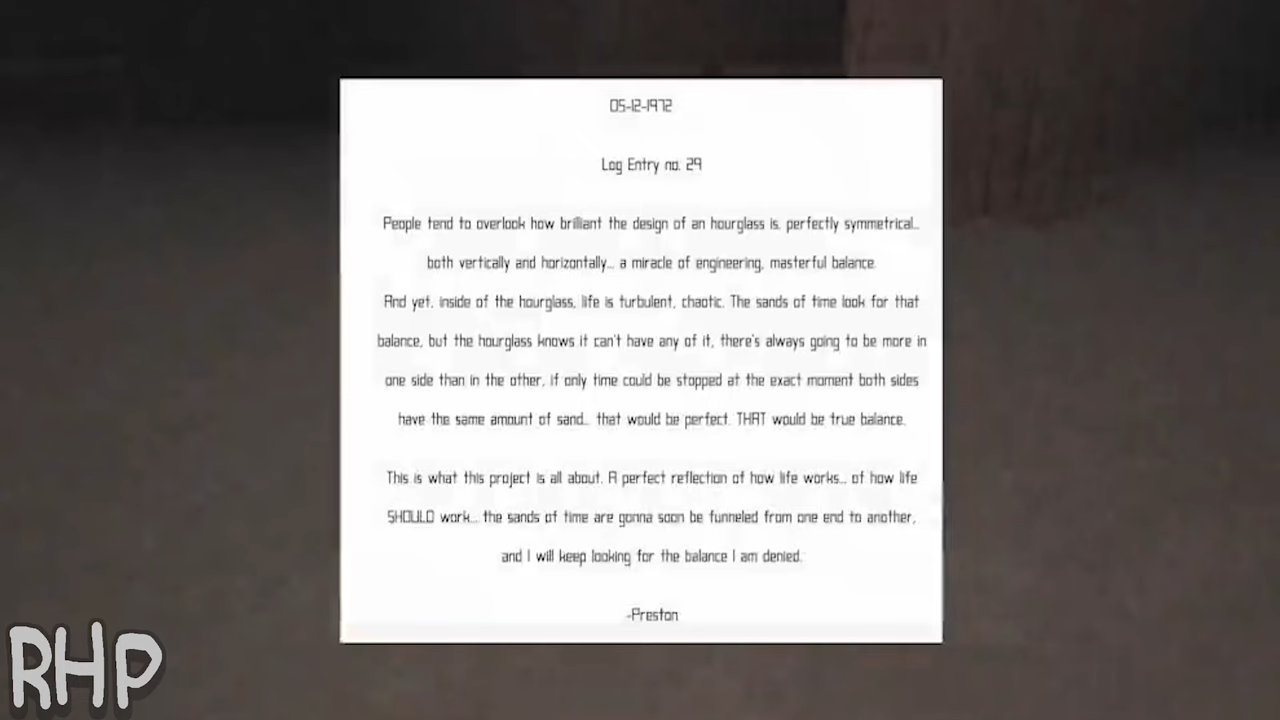 05-12-1972
Log Entry no. 29
People tend to overlook how brilliant the design of an hourglass is, perfectly symmetrical...
both vertically and horizontally... a miracle of engineering, masterful balance.
And yet, inside of the hourglass, life is turbulent, chaotic. The sands of time look for that
balance, but the hourglass knows it can't have any of it, there's always going to be more in
one side than in the other, if only time could be stopped at the exact moment both sides
have the same amount of sand... that would be perfect. THAT would be true balance.
This is what this project is all about. A perfect reflection of how life works... of how life
SHOULD work... the sands of time are gonna soon be funneled from one end to another,
and I will keep looking for the balance I am denied.
-Preston
RHP